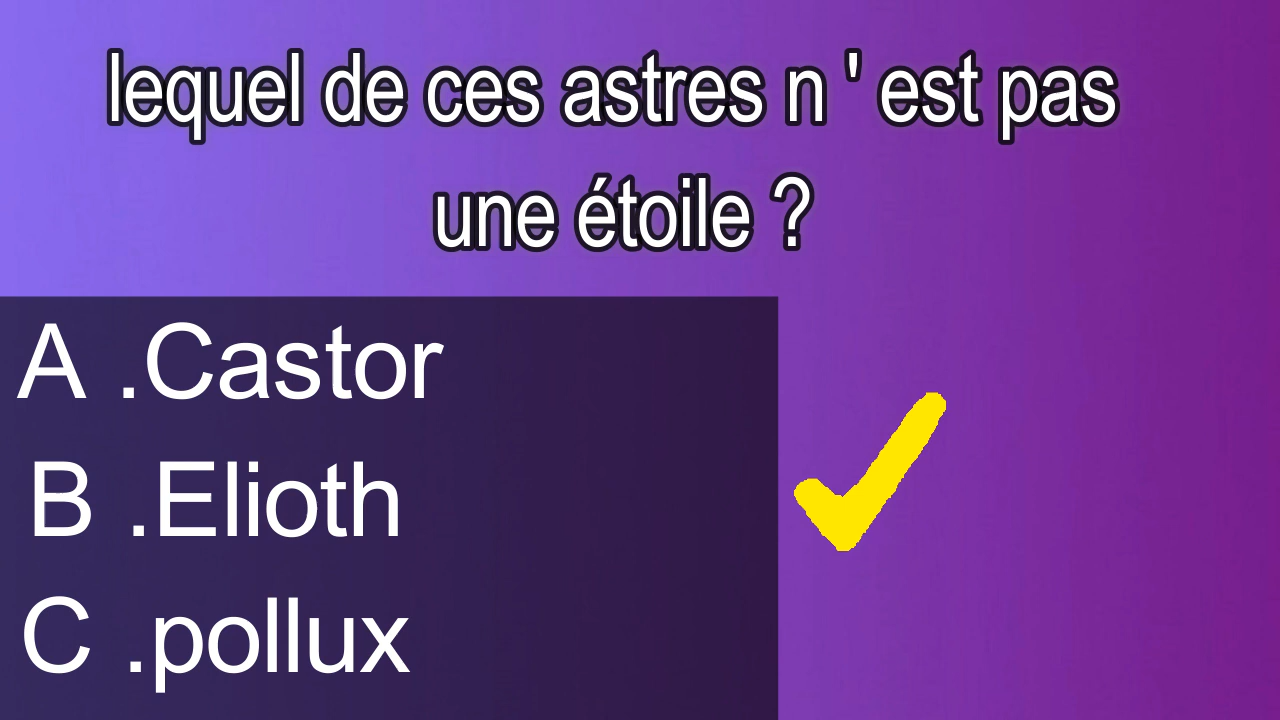 lequel de ces astres n ' est pas
une étoile ?
A .Castor
B .Elioth
C .pollux